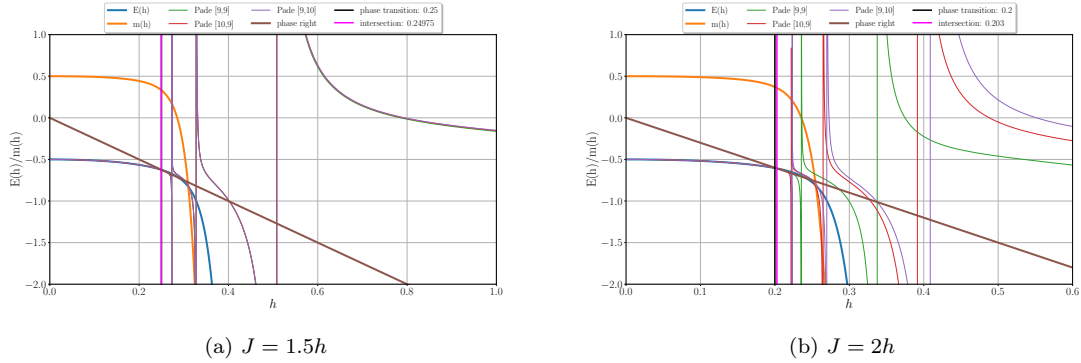 E(h) Pade [9,9] Pade [9,10] phase transition: 0.25
m(h) Pade [10,9] phase right intersection: 0.24975
1.0
0.5
0.0
−0.5
−1.0
−1.5
−2.0
E(h)/m(h)
0.0 0.2 0.4 0.6 0.8 1.0
h
(a) J = 1.5h
E(h) Pade [9,9] Pade [9,10] phase transition: 0.2
m(h) Pade [10,9] phase right intersection: 0.203
1.0
0.5
0.0
−0.5
−1.0
−1.5
−2.0
E(h)/m(h)
0.0 0.1 0.2 0.3 0.4 0.5 0.6
h
(b) J = 2h